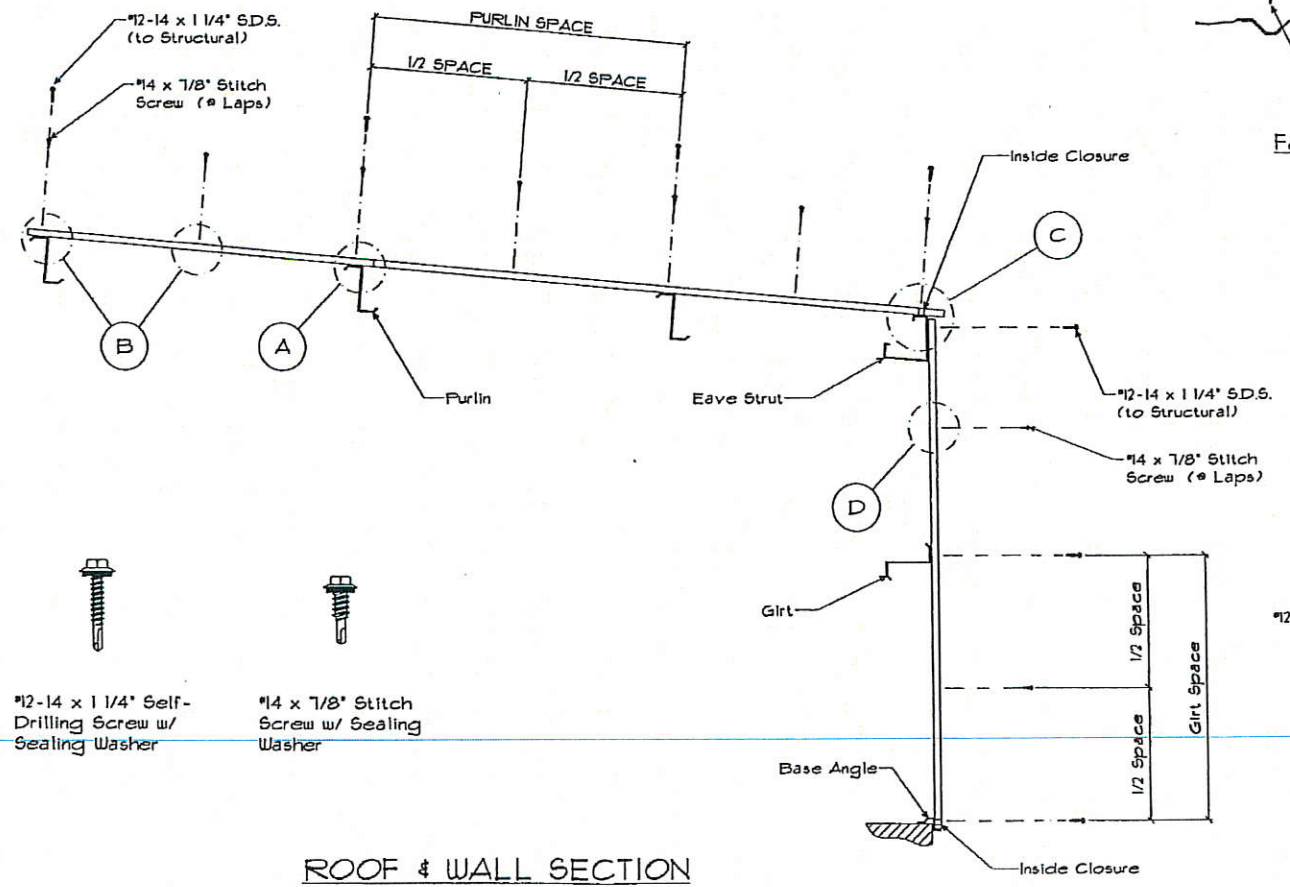 "12-14 x 1 1/4" S.D.S.
(to Structural)
"14 x 7/8" Stitch
Screw (@ Laps)
PURLIN SPACE
1/2 SPACE
1/2 SPACE
Inside Closure
C
B
A
Purlin
Eave Strut
"12-14 x 1 1/4" S.D.S.
(to Structural)
"14 x 7/8" Stitch
Screw (@ Laps)
D
Girt
1/2 Space
1/2 Space
Girt Space
"12-14 x 1 1/4" Self-
Drilling Screw w/
Sealing Washer
"14 x 7/8" Stitch
Screw w/ Sealing
Washer
Base Angle
Inside Closure
ROOF & WALL SECTION
"12